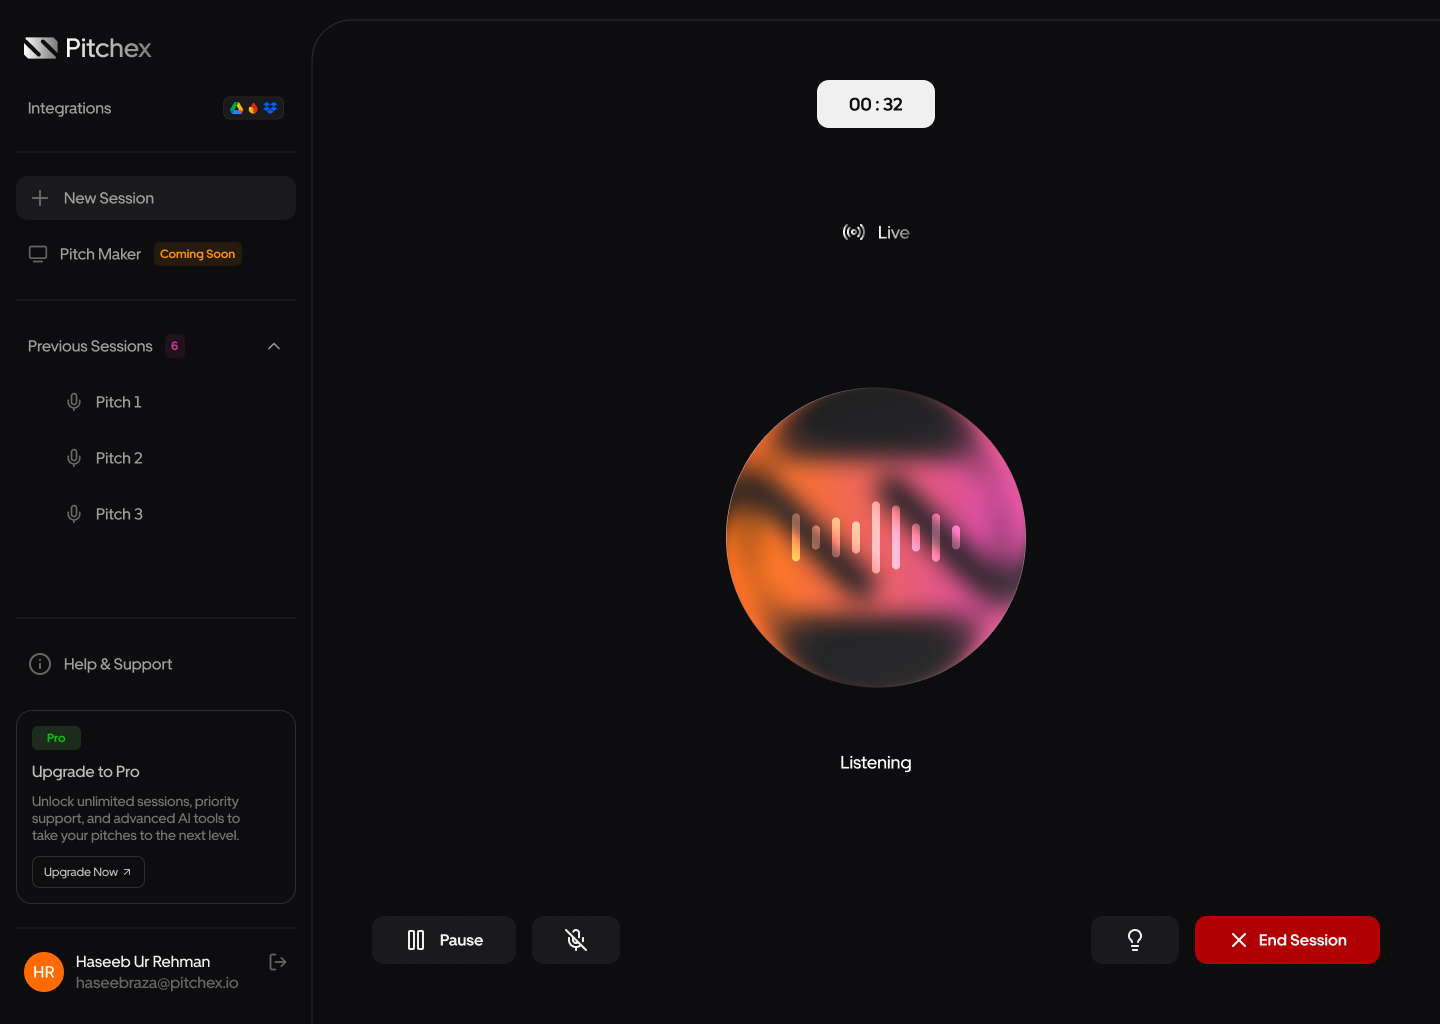 Pitchex
Integrations
New Session
Pitch Maker Coming Soon
Previous Sessions 6
Pitch 1
Pitch 2
Pitch 3
Help & Support
Pro
Upgrade to Pro
Unlock unlimited sessions, priority
support, and advanced AI tools to
take your pitches to the next level.
Upgrade Now
HR
Haseeb Ur Rehman
haseebraza@pitchex.io
00 : 32
Live
Listening
Pause
End Session